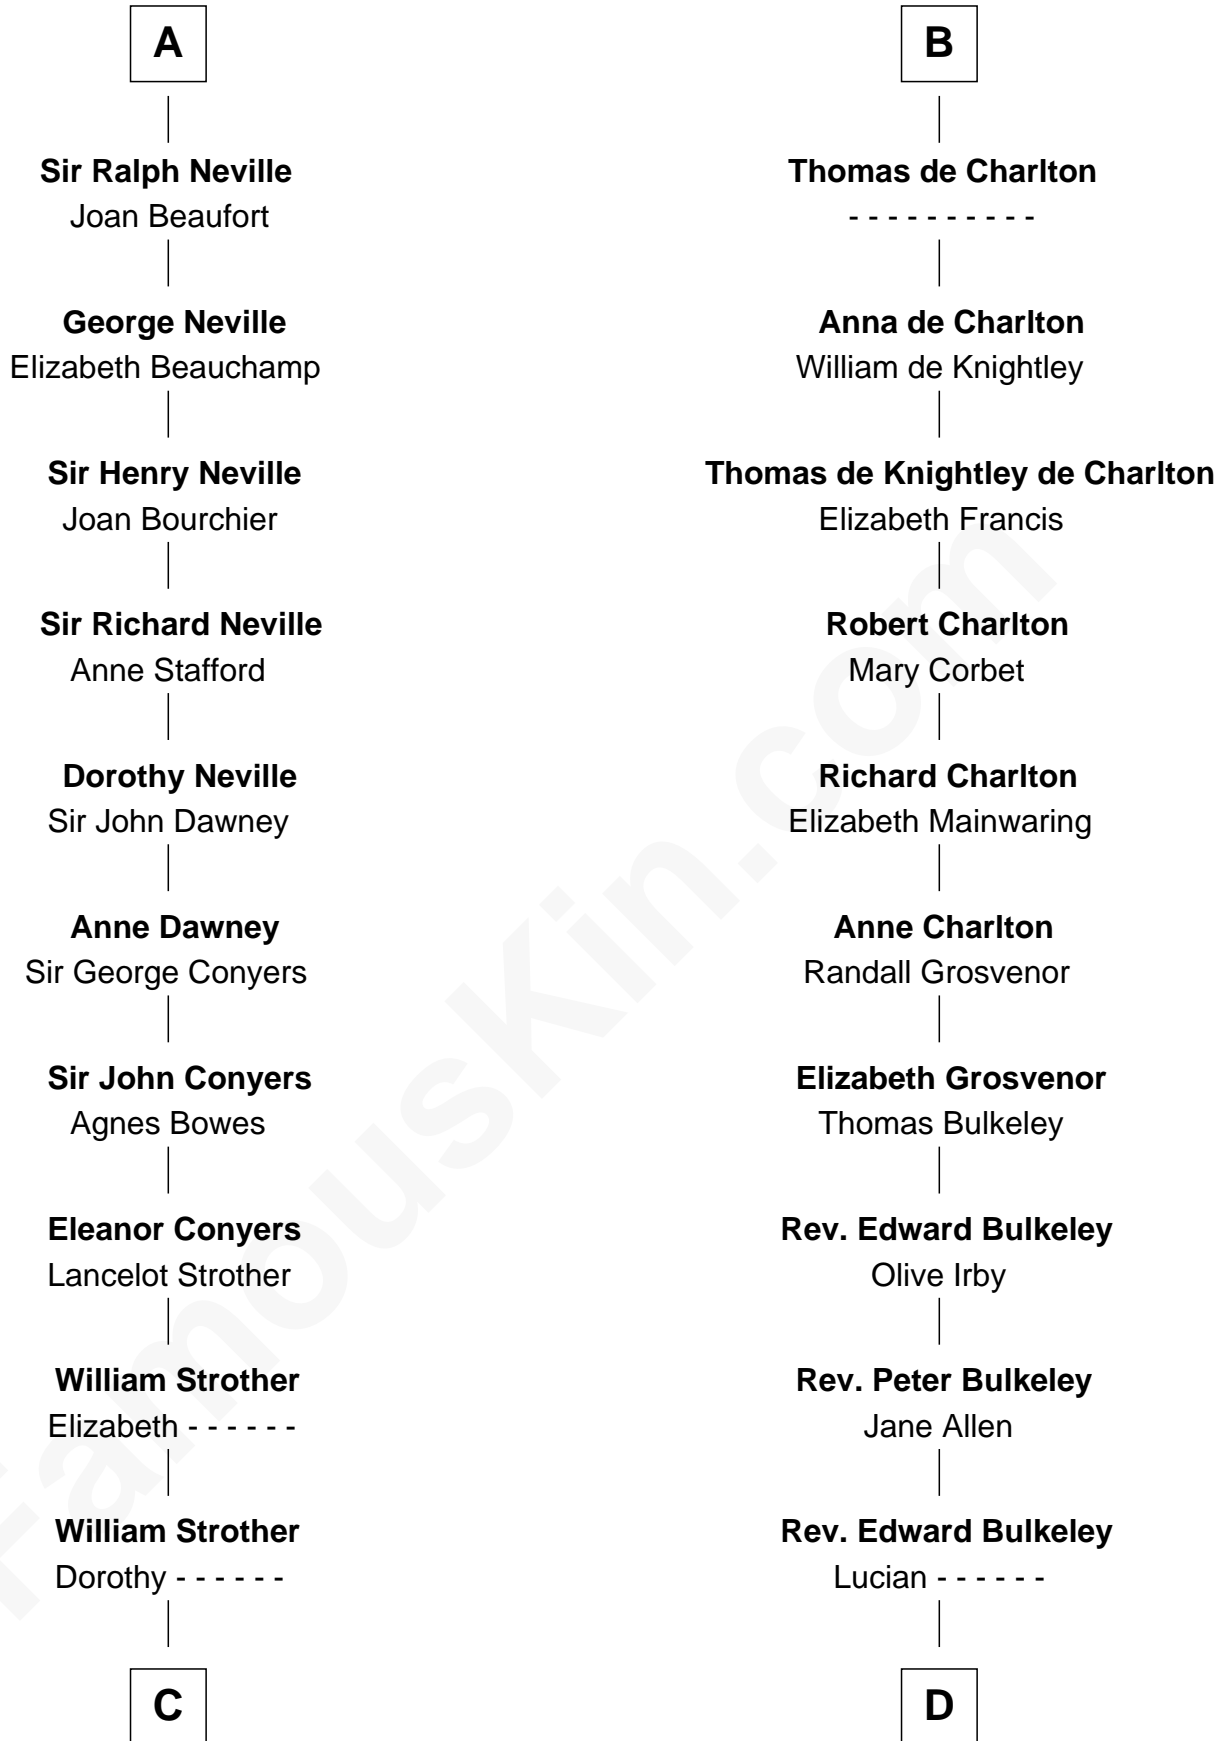 A
Sir Ralph Neville
Joan Beaufort
George Neville
Elizabeth Beauchamp
Sir Henry Neville
Joan Bourchier
Sir Richard Neville
Anne Stafford
Dorothy Neville
Sir John Dawney
Anne Dawney
Sir George Conyers
Sir John Conyers
Agnes Bowes
Eleanor Conyers
Lancelot Strother
William Strother
Elizabeth - - - - - -
William Strother
Dorothy - - - - - -
C
B
Thomas de Charlton
- - - - - - - - - -
Anna de Charlton
William de Knightley
Thomas de Knightley de Charlton
Elizabeth Francis
Robert Charlton
Mary Corbet
Richard Charlton
Elizabeth Mainwaring
Anne Charlton
Randall Grosvenor
Elizabeth Grosvenor
Thomas Bulkeley
Rev. Edward Bulkeley
Olive Irby
Rev. Peter Bulkeley
Jane Allen
Rev. Edward Bulkeley
Lucian - - - - - -
D
FamousKin.com